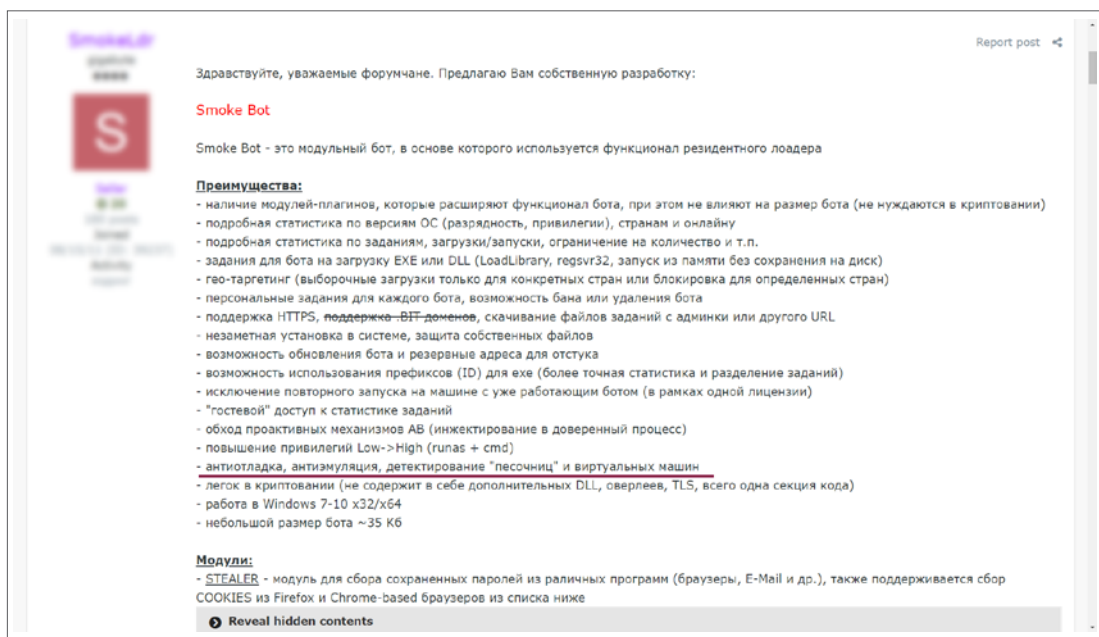 SmokeLdr
Report post
Здравствуйте, уважаемые форумчане. Предлагаю Вам собственную разработку:
Smoke Bot
S
Smoke Bot - это модульный бот, в основе которого используется функционал резидентного лоадера
Преимущества:
- наличие модулей-плагинов, которые расширяют функционал бота, при этом не влияют на размер бота (не нуждаются в криптовании)
- подробная статистика по версиям ОС (разрядность, привилегии), странам и онлайну
- подробная статистика по заданиям, загрузки/запуски, ограничение на количество и т.п.
- задания для бота на загрузку EXE или DLL (LoadLibrary, regsvr32, запуск из памяти без сохранения на диск)
- гео-таргетинг (выборочные загрузки только для конкретных стран или блокировка для определенных стран)
- персональные задания для каждого бота, возможность бана или удаления бота
- поддержка HTTPS, поддержка .BIT доменов, скачивание файлов заданий с админки или другого URL
- незаметная установка в системе, защита собственных файлов
- возможность обновления бота и резервные адреса для отстука
- возможность использования префиксов (ID) для exe (более точная статистика и разделение заданий)
- исключение повторного запуска на машине с уже работающим ботом (в рамках одной лицензии)
- "гостевой" доступ к статистике заданий
- обход проактивных механизмов АВ (инжектирование в доверенный процесс)
- повышение привилегий Low->High (runas + cmd)
- антиотладка, антиэмуляция, детектирование "песочниц" и виртуальных машин
- легок в криптовании (не содержит в себе дополнительных DLL, оверлеев, TLS, всего одна секция кода)
- работа в Windows 7-10 x32/x64
- небольшой размер бота ~35 Кб
Модули:
- STEALER - модуль для сбора сохраненных паролей из раличных программ (браузеры, E-Mail и др.), также поддерживается сбор
COOKIES из Firefox и Chrome-based браузеров из списка ниже
Reveal hidden contents